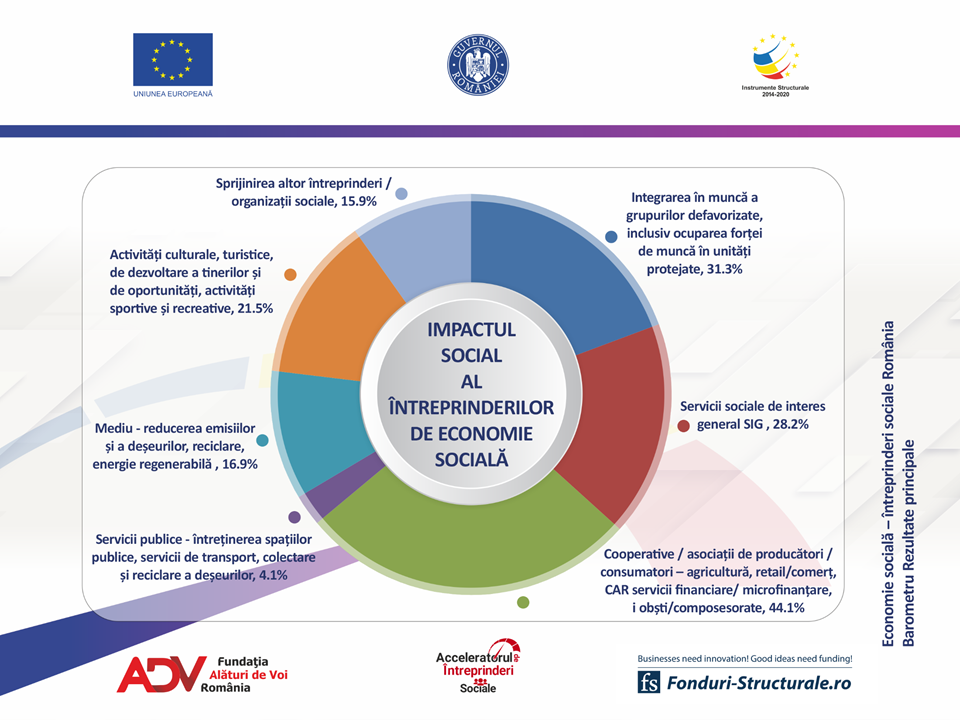 UNIUNEA EUROPEANĂ
GUVERNUL ROMÂNIEI
Instrumente Structurale
2014-2020
Sprijinirea altor întreprinderi /
organizații sociale, 15.9%
Integrarea în muncă a
grupurilor defavorizate,
inclusiv ocuparea forței
de muncă în unități
protejate, 31.3%
Activități culturale, turistice,
de dezvoltare a tinerilor și
de oportunități, activități
sportive și recreative, 21.5%
IMPACTUL
SOCIAL
AL
ÎNTREPRINDERILOR
DE ECONOMIE
SOCIALĂ
Servicii sociale de interes
general SIG , 28.2%
Mediu - reducerea emisiilor
și a deșeurilor, reciclare,
energie regenerabilă , 16.9%
Servicii publice - întreținerea spațiilor
publice, servicii de transport, colectare
și reciclare a deșeurilor, 4.1%
Cooperative / asociații de producători /
consumatori – agricultură, retail/comerț,
CAR servicii financiare/ microfinanțare,
i obști/composesorate, 44.1%
Economie socială – întreprinderi sociale România
Barometru Rezultate principale
ADV
Fundația
Alături de Voi
România
Acceleratorul de
Întreprinderi
Sociale
Businesses need innovation! Good ideas need funding!
fs Fonduri-Structurale.ro